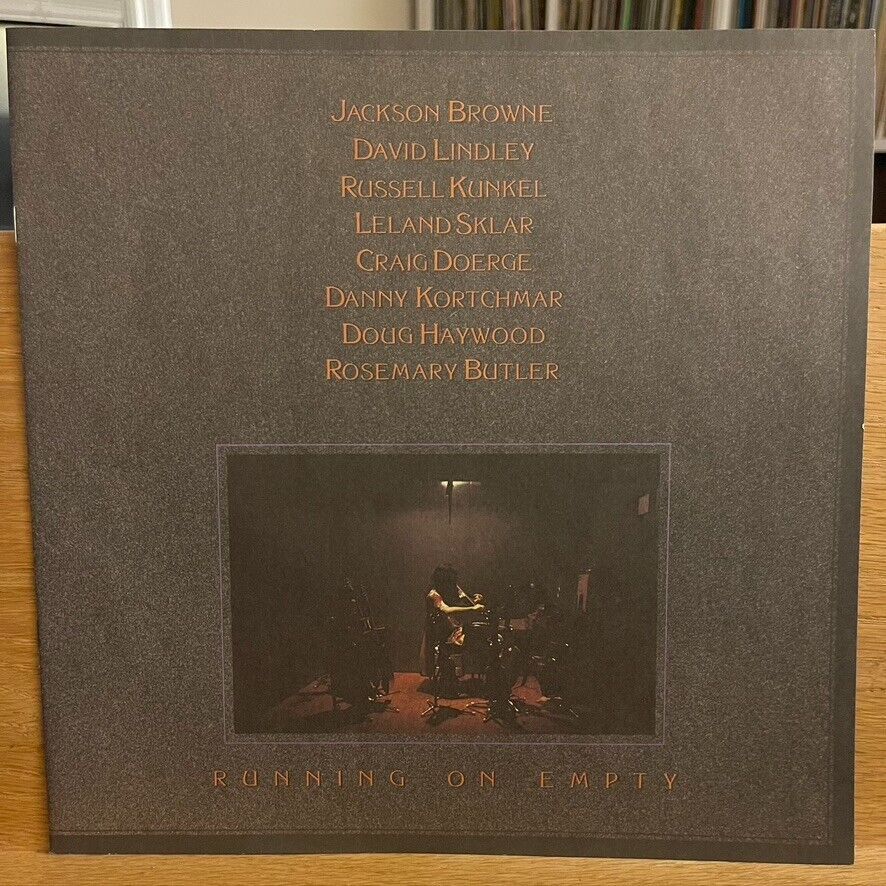 JACKSON BROWNE
DAVID LINDLEY
RUSSELL KUNKEL
LELAND SKLAR
CRAIG DOERGE
DANNY KORTCHMAR
DOUG HAYWOOD
ROSEMARY BUTLER
RUNNING ON EMPTY